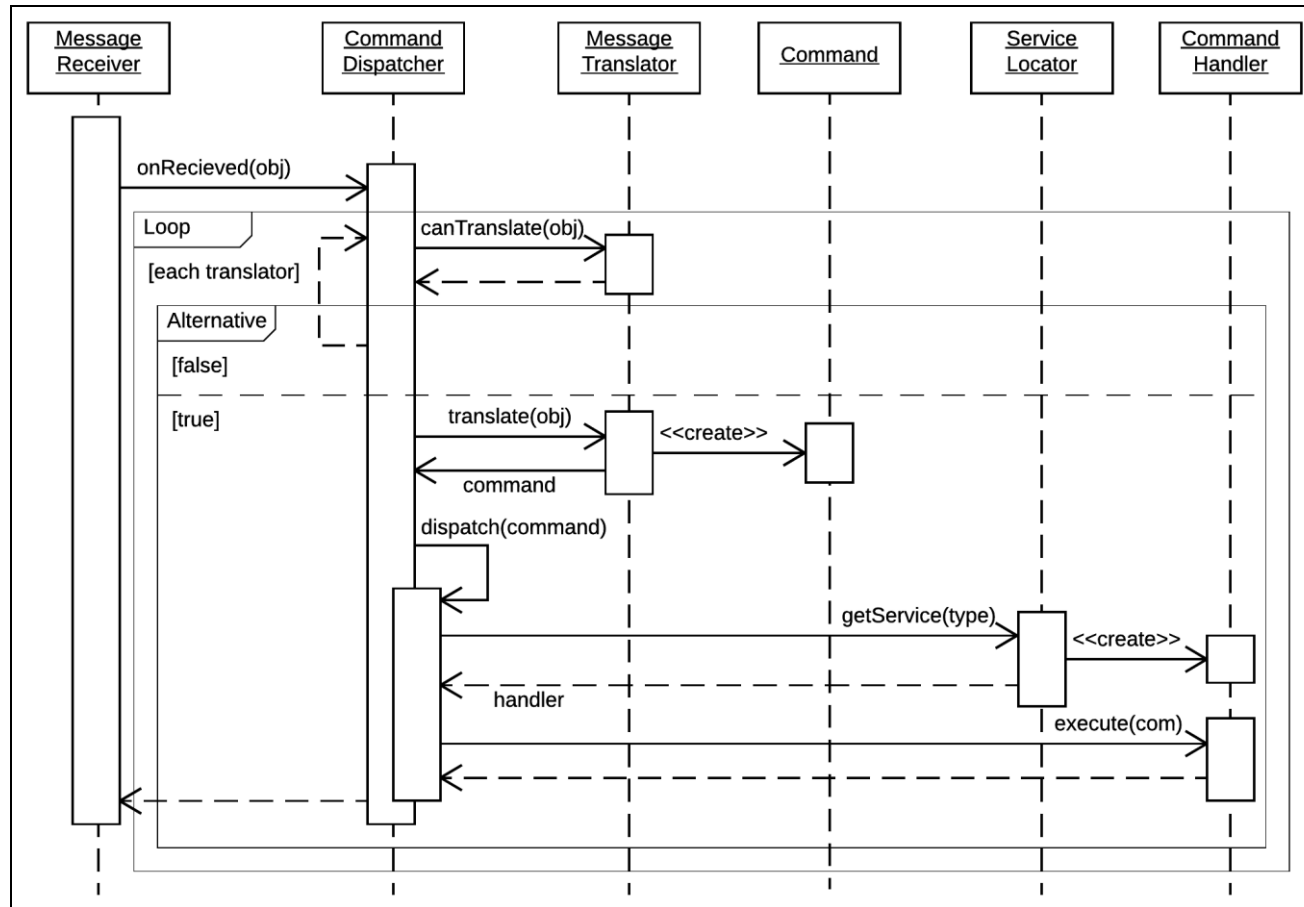 Message
Receiver
Command
Dispatcher
Message
Translator
Command
Service
Locator
Command
Handler
onRecieved(obj)
Loop
canTranslate(obj)
[each translator]
Alternative
[false]
[true]
translate(obj)
<<create>>
command
dispatch(command)
getService(type)
<<create>>
handler
execute(com)